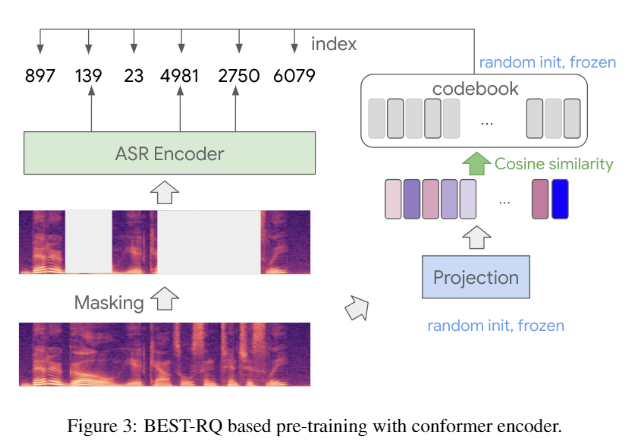 index
random init, frozen
897 139 23 4981 2750 6079
codebook
...
ASR Encoder
Cosine similarity
...
Projection
Masking
random init, frozen
Figure 3: BEST-RQ based pre-training with conformer encoder.